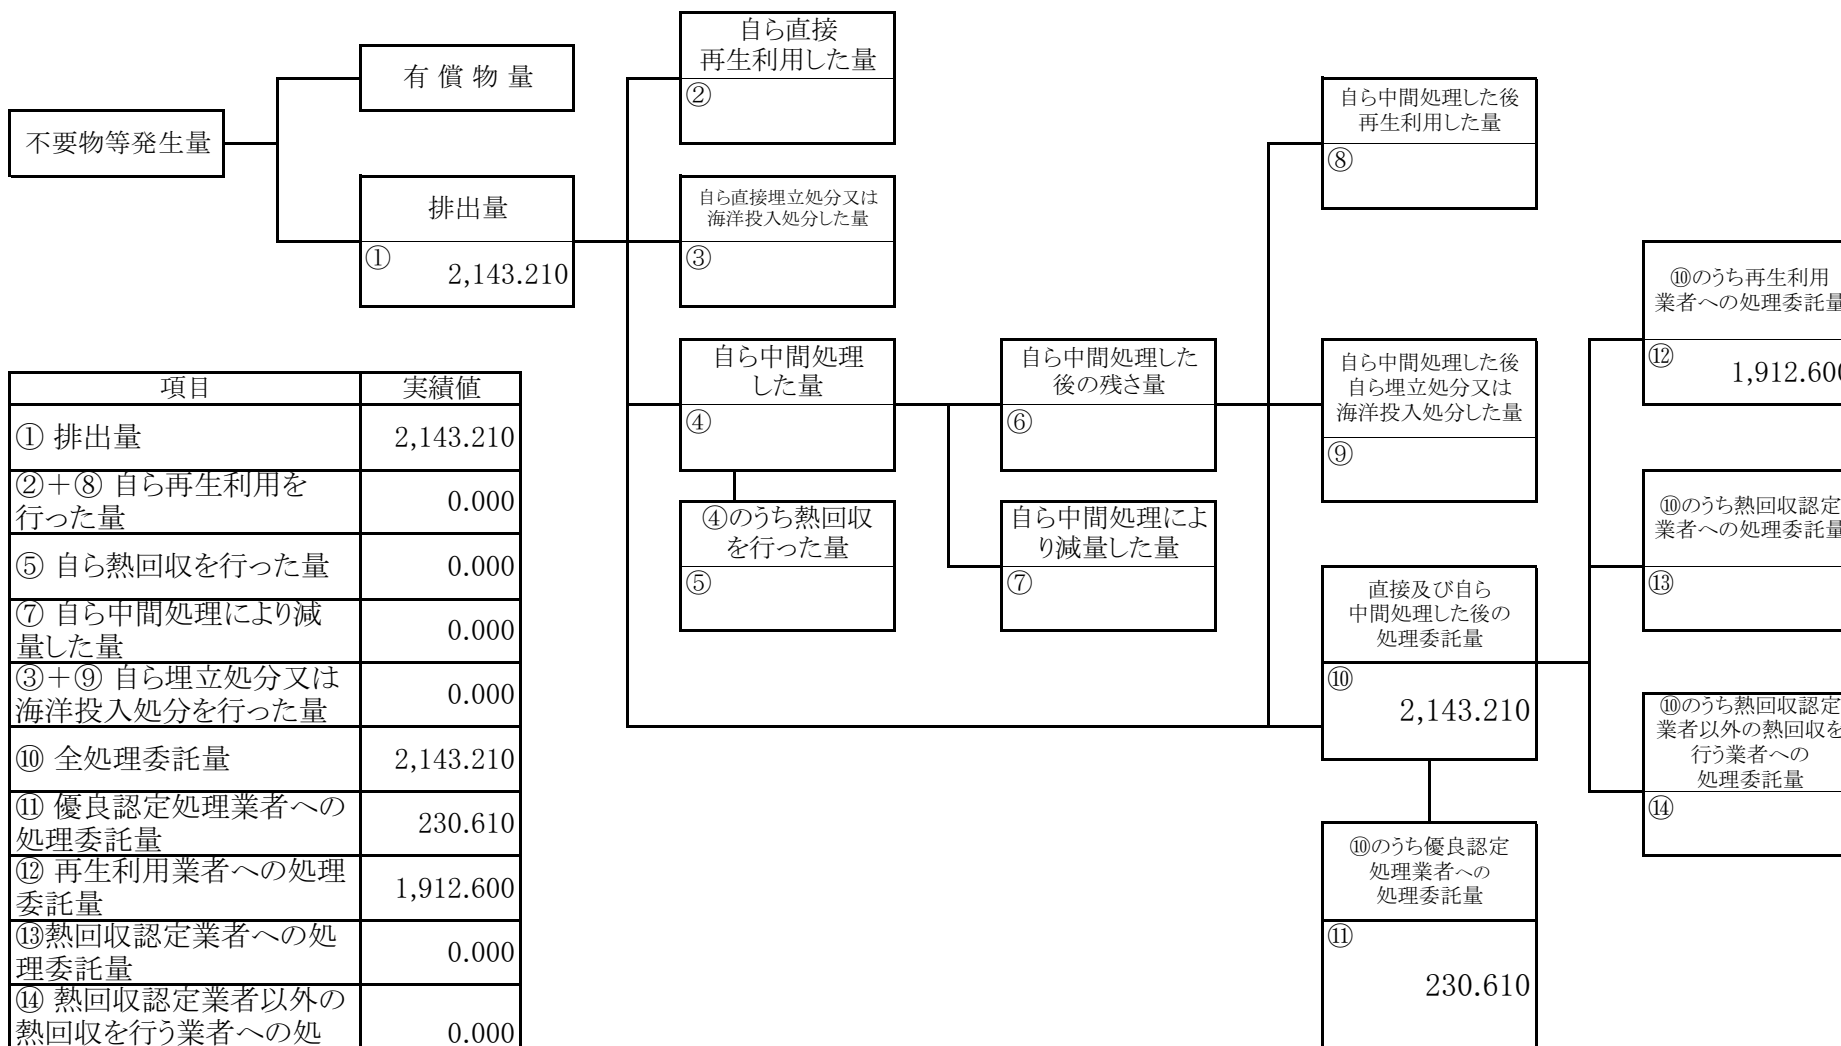 不要物等発生量
有 償 物 量
排出量
①
2,143.210
自ら直接
再生利用した量
②
自ら直接埋立処分又は
海洋投入処分した量
③
自ら中間処理
した量
④
④のうち熱回収
を行った量
⑤
自ら中間処理した
後の残さ量
⑥
自ら中間処理によ
り減量した量
⑦
自ら中間処理した後
再生利用した量
⑧
自ら中間処理した後
自ら埋立処分又は
海洋投入処分した量
⑨
直接及び自ら
中間処理した後の
処理委託量
⑩
2,143.210
⑩のうち優良認定
処理業者への
処理委託量
⑪
230.610
⑩のうち再生利用
業者への処理委託量
⑫
1,912.600
⑩のうち熱回収認定
業者への処理委託量
⑬
⑩のうち熱回収認定
業者以外の熱回収を
行う業者への
処理委託量
⑭
項目 実績値
① 排出量 2,143.210
②＋⑧ 自ら再生利用を
行った量 0.000
⑤ 自ら熱回収を行った量 0.000
⑦ 自ら中間処理により減
量した量 0.000
③＋⑨ 自ら埋立処分又は
海洋投入処分を行った量 0.000
⑩ 全処理委託量 2,143.210
⑪ 優良認定処理業者への
処理委託量 230.610
⑫ 再生利用業者への処理
委託量 1,912.600
⑬熱回収認定業者への処
理委託量 0.000
⑭ 熱回収認定業者以外の
熱回収を行う業者への処 0.000